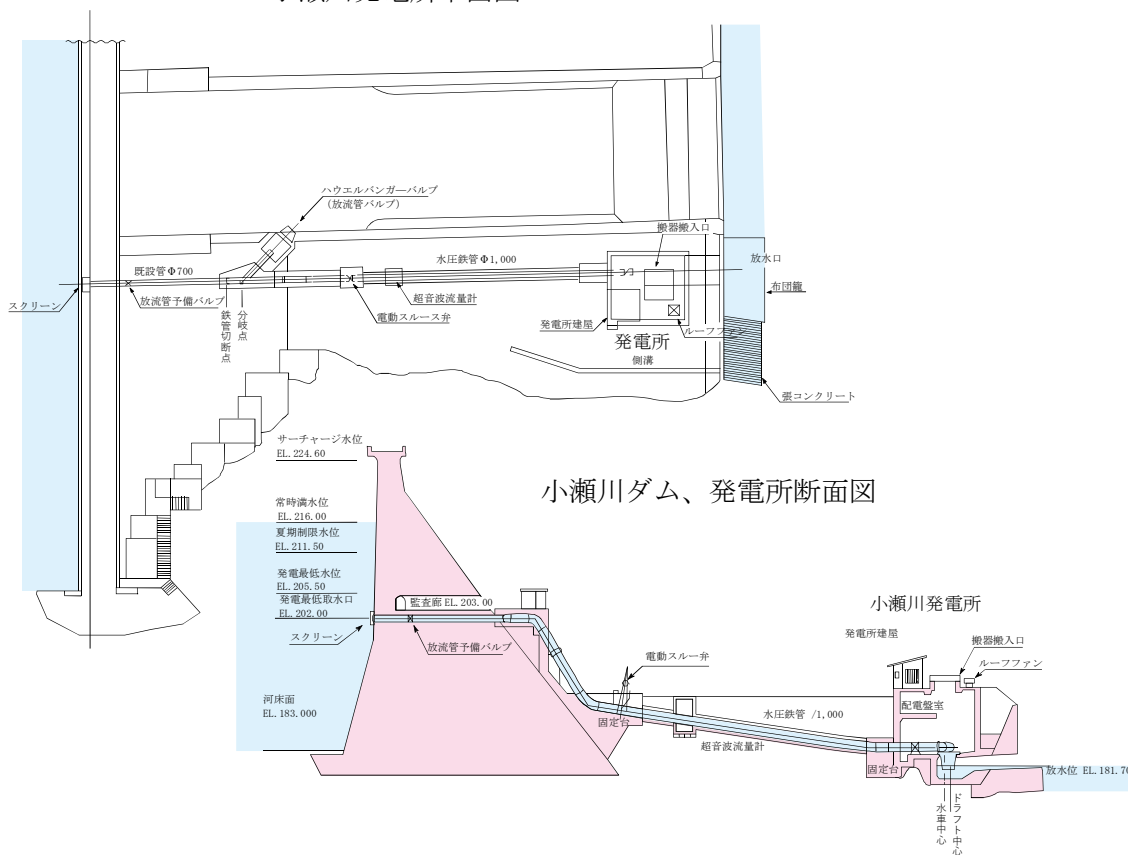 ハウエルバンガーバルブ
(放流管バルブ)
搬器搬入口
既設管Φ700
水圧鉄管Φ1,000
放水口
スクリーン
放流管予備バルブ
超音波流量計
布団籠
電動スルース弁
鉄管切断点
分岐点
発電所建屋
ルーフファン
発電所
側溝
張コンクリート
サーチャージ水位
EL.224.60
小瀬川ダム、発電所断面図
常時満水位
EL.216.00
夏期制限水位
EL.211.50
発電最低水位
EL.205.50
発電最低取水口
EL.202.00
監査廊 EL.203.00
小瀬川発電所
スクリーン
放流管予備バルブ
発電所建屋
搬器搬入口
電動スルー弁
ルーフファン
河床面
EL.183.000
配電盤室
水圧鉄管 /1,000
固定台
超音波流量計
固定台
放水位 EL.181.70
水車中心
ドラフト中心